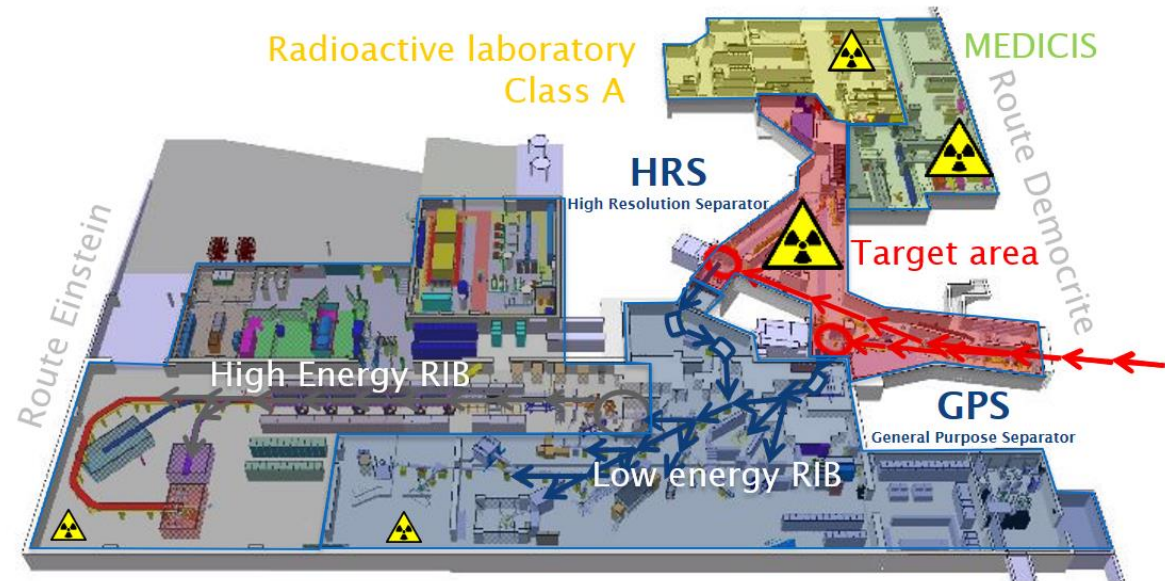 Radioactive laboratory
Class A
MEDICIS
Route Democrite
HRS
High Resolution Separator
Target area
Route Einstein
High Energy RIB
GPS
General Purpose Separator
Low energy RIB